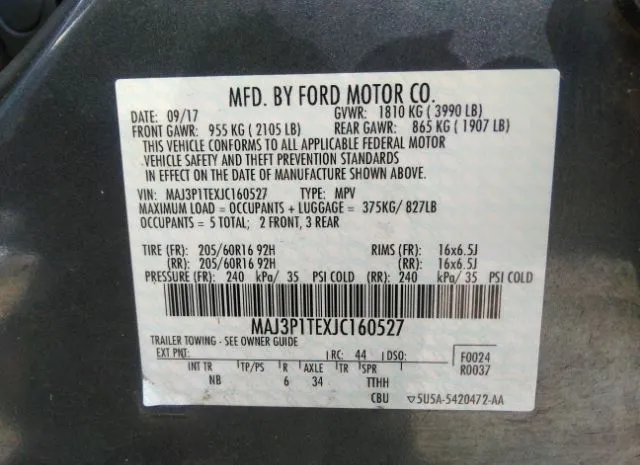 MFD. BY FORD MOTOR CO.
DATE: 09/17 GVWR: 1810 KG ( 3990 LB)
FRONT GAWR: 955 KG ( 2105 LB) REAR GAWR: 865 KG ( 1907 LB)
THIS VEHICLE CONFORMS TO ALL APPLICABLE FEDERAL MOTOR
VEHICLE SAFETY AND THEFT PREVENTION STANDARDS
IN EFFECT ON THE DATE OF MANUFACTURE SHOWN ABOVE.
VIN: MAJ3P1TEXJC160527 TYPE: MPV
MAXIMUM LOAD = OCCUPANTS + LUGGAGE = 375KG/ 827LB
OCCUPANTS = 5 TOTAL; 2 FRONT, 3 REAR
TIRE (FR): 205/60R16 92H RIMS (FR): 16x6.5J
(RR): 205/60R16 92H (RR): 16x6.5J
PRESSURE (FR): 240 kPa/ 35 PSI COLD (RR): 240 kPa/ 35 PSI COLD
MAJ3P1TEXJC160527
TRAILER TOWING - SEE OWNER GUIDE
EXT PNT: RC: 44 DSO: F0024
R0037
INT TR TP/PS R AXLE TR SPR
NB 6 34 TTHH
CBU ▽5U5A-5420472-AA